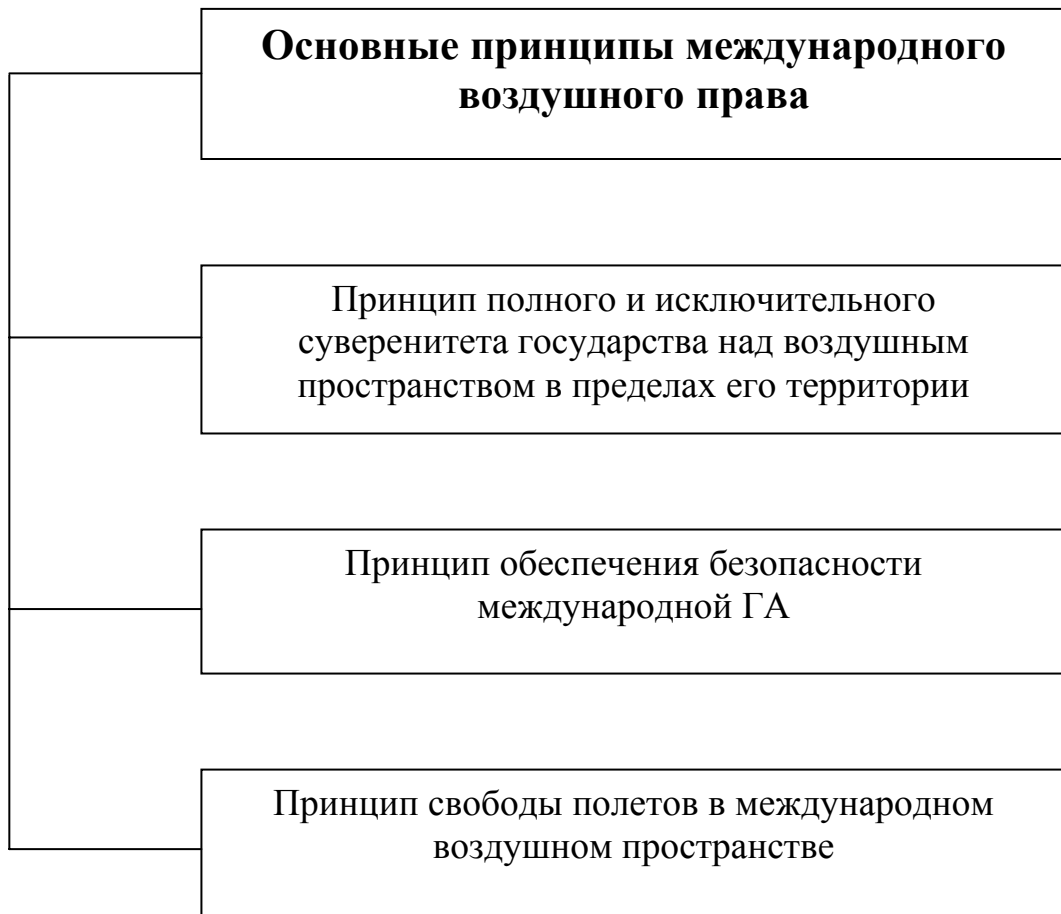 Основные принципы международного
воздушного права
Принцип полного и исключительного
суверенитета государства над воздушным
пространством в пределах его территории
Принцип обеспечения безопасности
международной ГА
Принцип свободы полетов в международном
воздушном пространстве